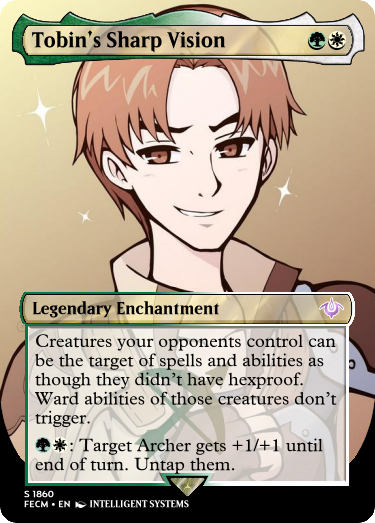 Tobin's Sharp Vision
Legendary Enchantment
Creatures your opponents control can
be the target of spells and abilities as
though they didn't have hexproof.
Ward abilities of those creatures don't
trigger.
: Target Archer gets +1/+1 until
end of turn. Untap them.
S 1860
FECM • EN INTELLIGENT SYSTEMS